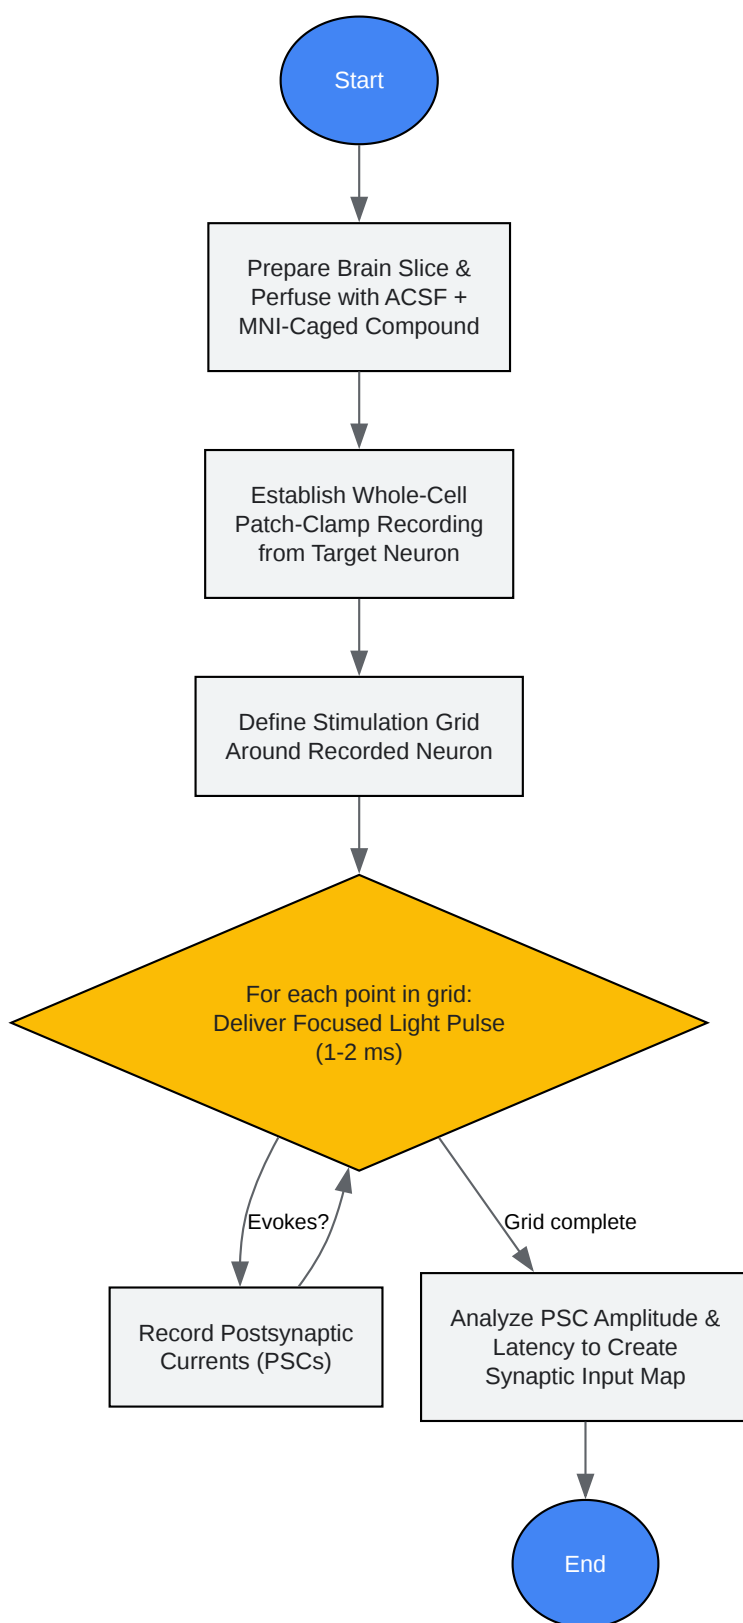 Start
Prepare Brain Slice &
Perfuse with ACSF +
MNI-Caged Compound
Establish Whole-Cell
Patch-Clamp Recording
from Target Neuron
Define Stimulation Grid
Around Recorded Neuron
For each point in grid:
Deliver Focused Light Pulse
(1-2 ms)
Evokes?
Grid complete
Record Postsynaptic
Currents (PSCs)
Analyze PSC Amplitude &
Latency to Create
Synaptic Input Map
End